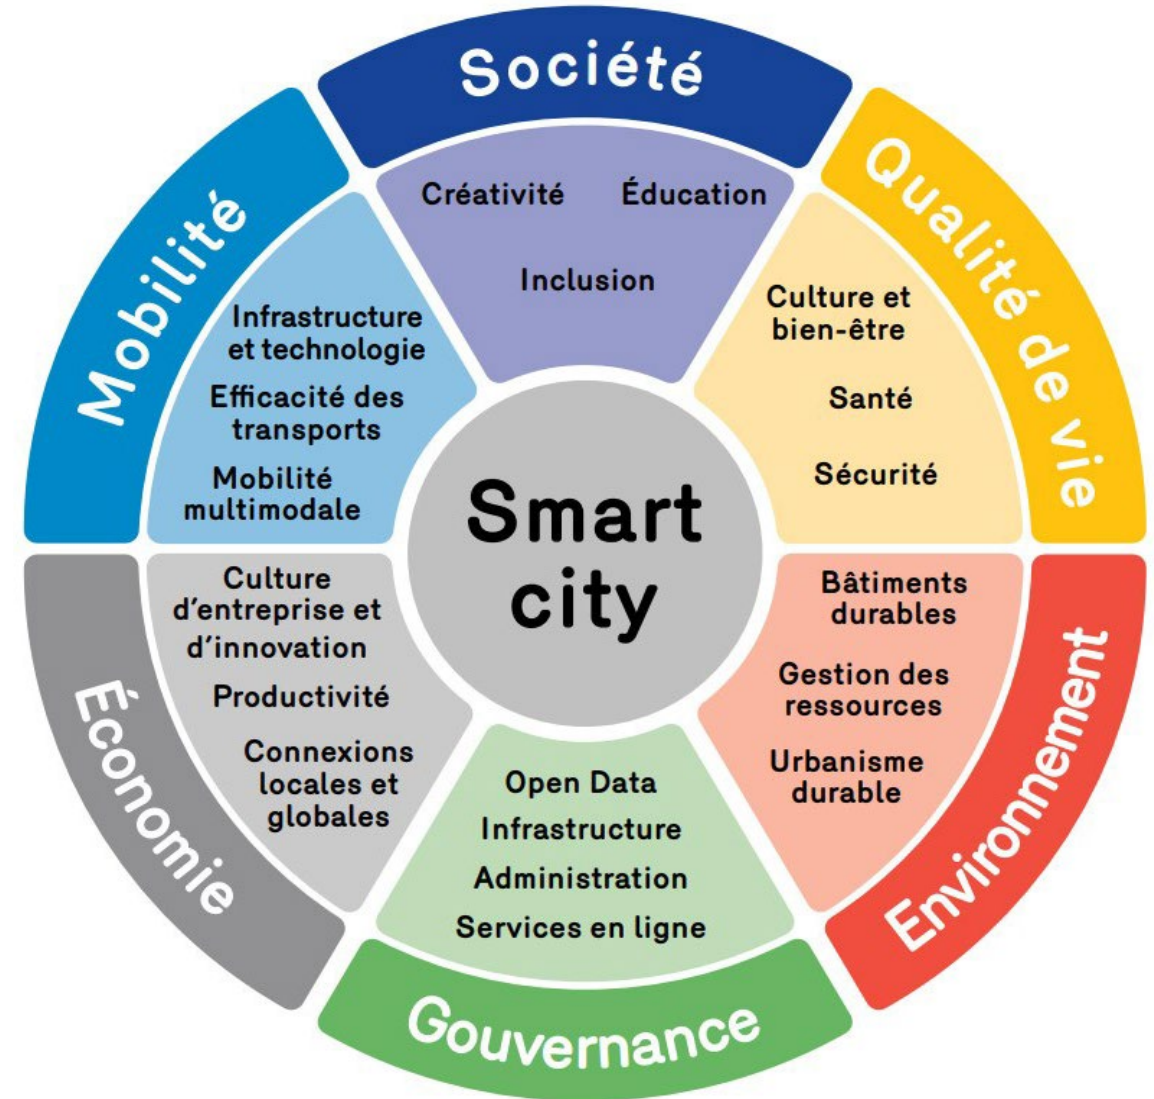 Société
Créativité
Éducation
Inclusion
Qualité de vie
Culture et
bien-être
Santé
Sécurité
Environnement
Bâtiments
durables
Gestion des
ressources
Urbanisme
durable
Gouvernance
Open Data
Infrastructure
Administration
Services en ligne
Économie
Culture
d'entreprise et
d'innovation
Productivité
Connexions
locales et
globales
Mobilité
Infrastructure
et technologie
Efficacité des
transports
Mobilité
multimodale
Smart
city